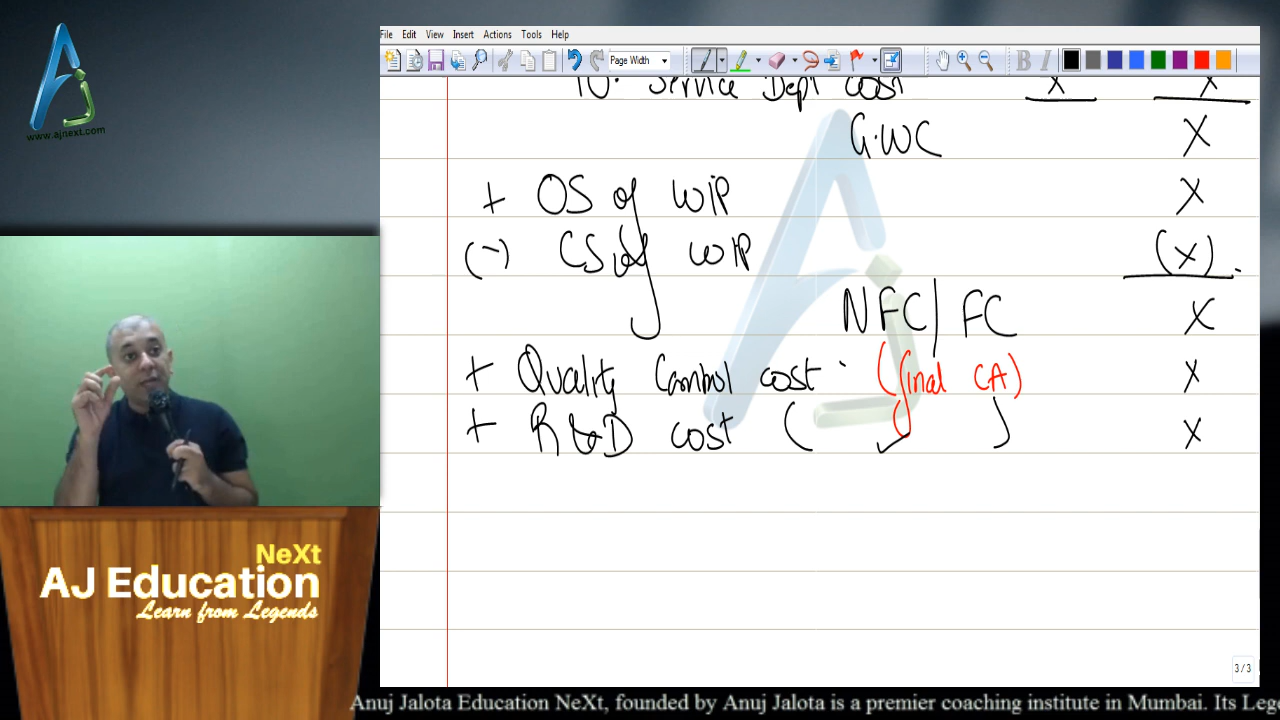 www.ajnext.com
File Edit View Insert Actions Tools Help
Page Width
B I
10. Service Dept cost X X
G.WC X
+ OS of WIP X
(-) CS of WIP (X)
NFC | FC X
+ Quality Control cost (final CA) X
+ R & D cost ( " ) X
3/3
NeXt
AJ Education
Learn from Legends
Anuj Jalota Education NeXt, founded by Anuj Jalota is a premier coaching institute in Mumbai. Its Lege